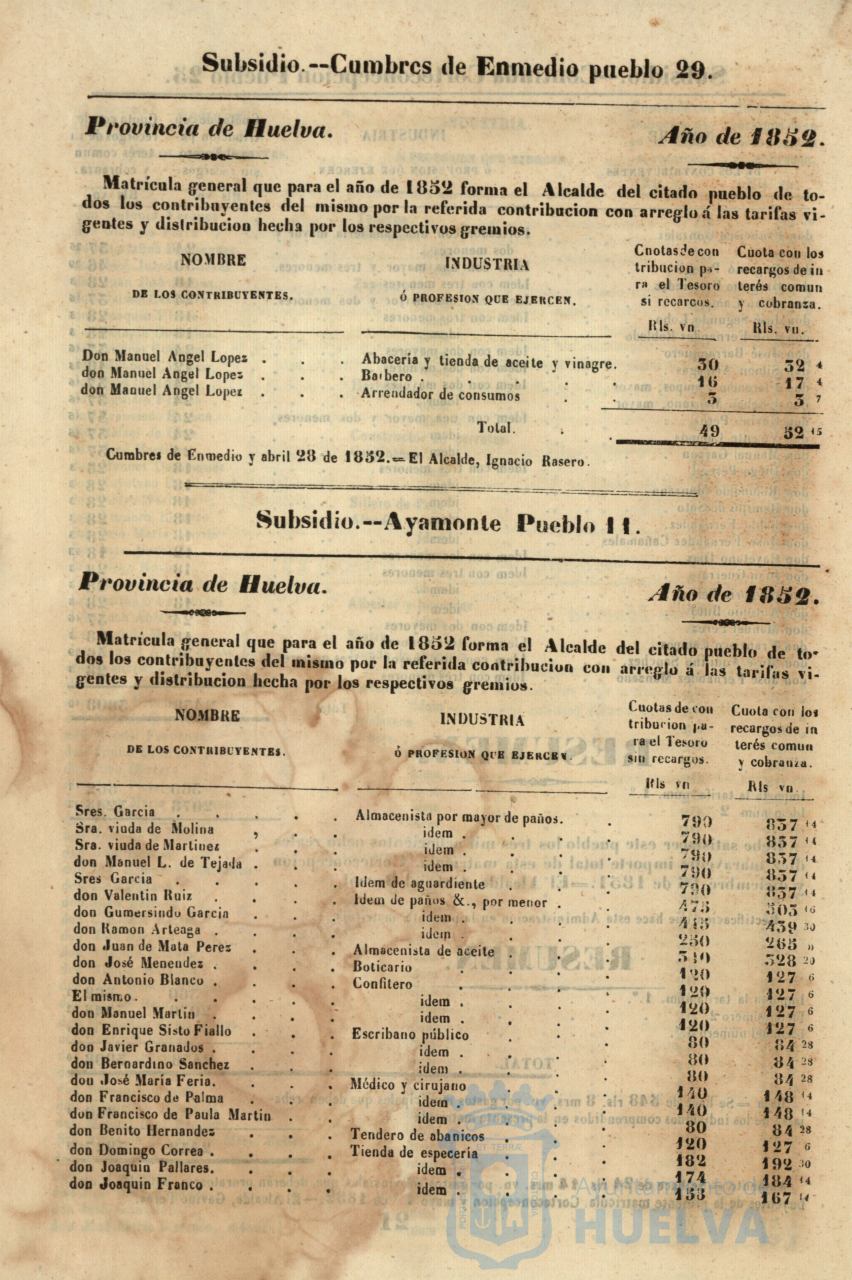 Subsidio.--Cumbres de Enmedio pueblo 29.
Provincia de Huelva. Año de 1852.
Matrícula general que para el año de 1852 forma el Alcalde del citado pueblo de to-
dos los contribuyentes del mismo por la referida contribucion con arreglo á las tarifas vi-
gentes y distribucion hecha por los respectivos gremios.
NOMBRE
DE LOS CONTRIBUYENTES.
INDUSTRIA
Ó PROFESION QUE EJERCEN.
Cnotas de con
tribucion pa-
ra el Tesoro
si recarcos.
Rls. vn.
Cuota con los
recargos de in
terés comun
y cobranza.
Rls. vn.
Don Manuel Angel Lopez . . . Abacería y tienda de aceite y vinagre. 30 32 4
don Manuel Angel Lopez . . . Barbero . . . . . 16 17 4
don Manuel Angel Lopez . . . Arrendador de consumos . . 3 3 7
Total. . 49 52 15
Cumbres de Enmedio y abril 28 de 1852.=El Alcalde, Ignacio Rasero.
Subsidio.--Ayamonte Pueblo 11.
Provincia de Huelva. Año de 1852.
Matrícula general que para el año de 1852 forma el Alcalde del citado pueblo de to-
dos los contribuyentes del mismo por la referida contribucion con arreglo á las tarifas vi-
gentes y distribucion hecha por los respectivos gremios.
NOMBRE
DE LOS CONTRIBUYENTES.
INDUSTRIA
Ó PROFESION QUE EJERCEN.
Cuotas de con
tribucion pa-
ra el Tesoro
sin recargos.
Rls vn
Cuota con los
recargos de in
terés comun
y cobranza.
Rls vn.
Sres. Garcia . . . . . Almacenista por mayor de paños. . 790 837 14
Sra. viuda de Molina , . . idem . . . . 790 837 14
Sra. viuda de Martinez . . . idem . . . . 790 837 14
don Manuel L. de Tejada . . . idem . . . . 790 837 14
Sres Garcia . . . . . Idem de aguardiente . . 790 837 14
don Valentin Ruiz . . . . Idem de paños &., por menor . . 475 503 16
don Gumersindo Garcia . . . idem . . . . 415 439 30
don Ramon Arteaga . . . . idem . . . . 250 265 »
don Juan de Mata Perez . . . Almacenista de aceite . . 310 328 20
don José Menendez . . . . Boticario . . . 120 127 6
don Antonio Blanco . . . . Confitero . . . 120 127 6
El mismo . . . . . idem . . . . 120 127 6
don Manuel Martin . . . . idem . . . . 120 127 6
don Enrique Sisto Fiallo . . . Escribano público . . . 80 84 28
don Javier Granados . . . . idem . . . . 80 84 28
don Bernardino Sanchez . . . idem . . . . 80 84 28
don José Maria Feria. . . . Médico y cirujano . . . 140 148 14
don Francisco de Palma . . . idem . . . . 140 148 14
don Francisco de Paula Martin . . idem . . . . 80 84 28
don Benito Hernandez . . . Tendero de abanicos . . 120 127 6
don Domingo Correa . . . . Tienda de especeria . . 182 192 30
don Joaquin Pallares. . . . idem . . . . 174 184 14
don Joaquin Franco . . . . idem . . . . 158 167 14
Ayuntamiento de
HUELVA